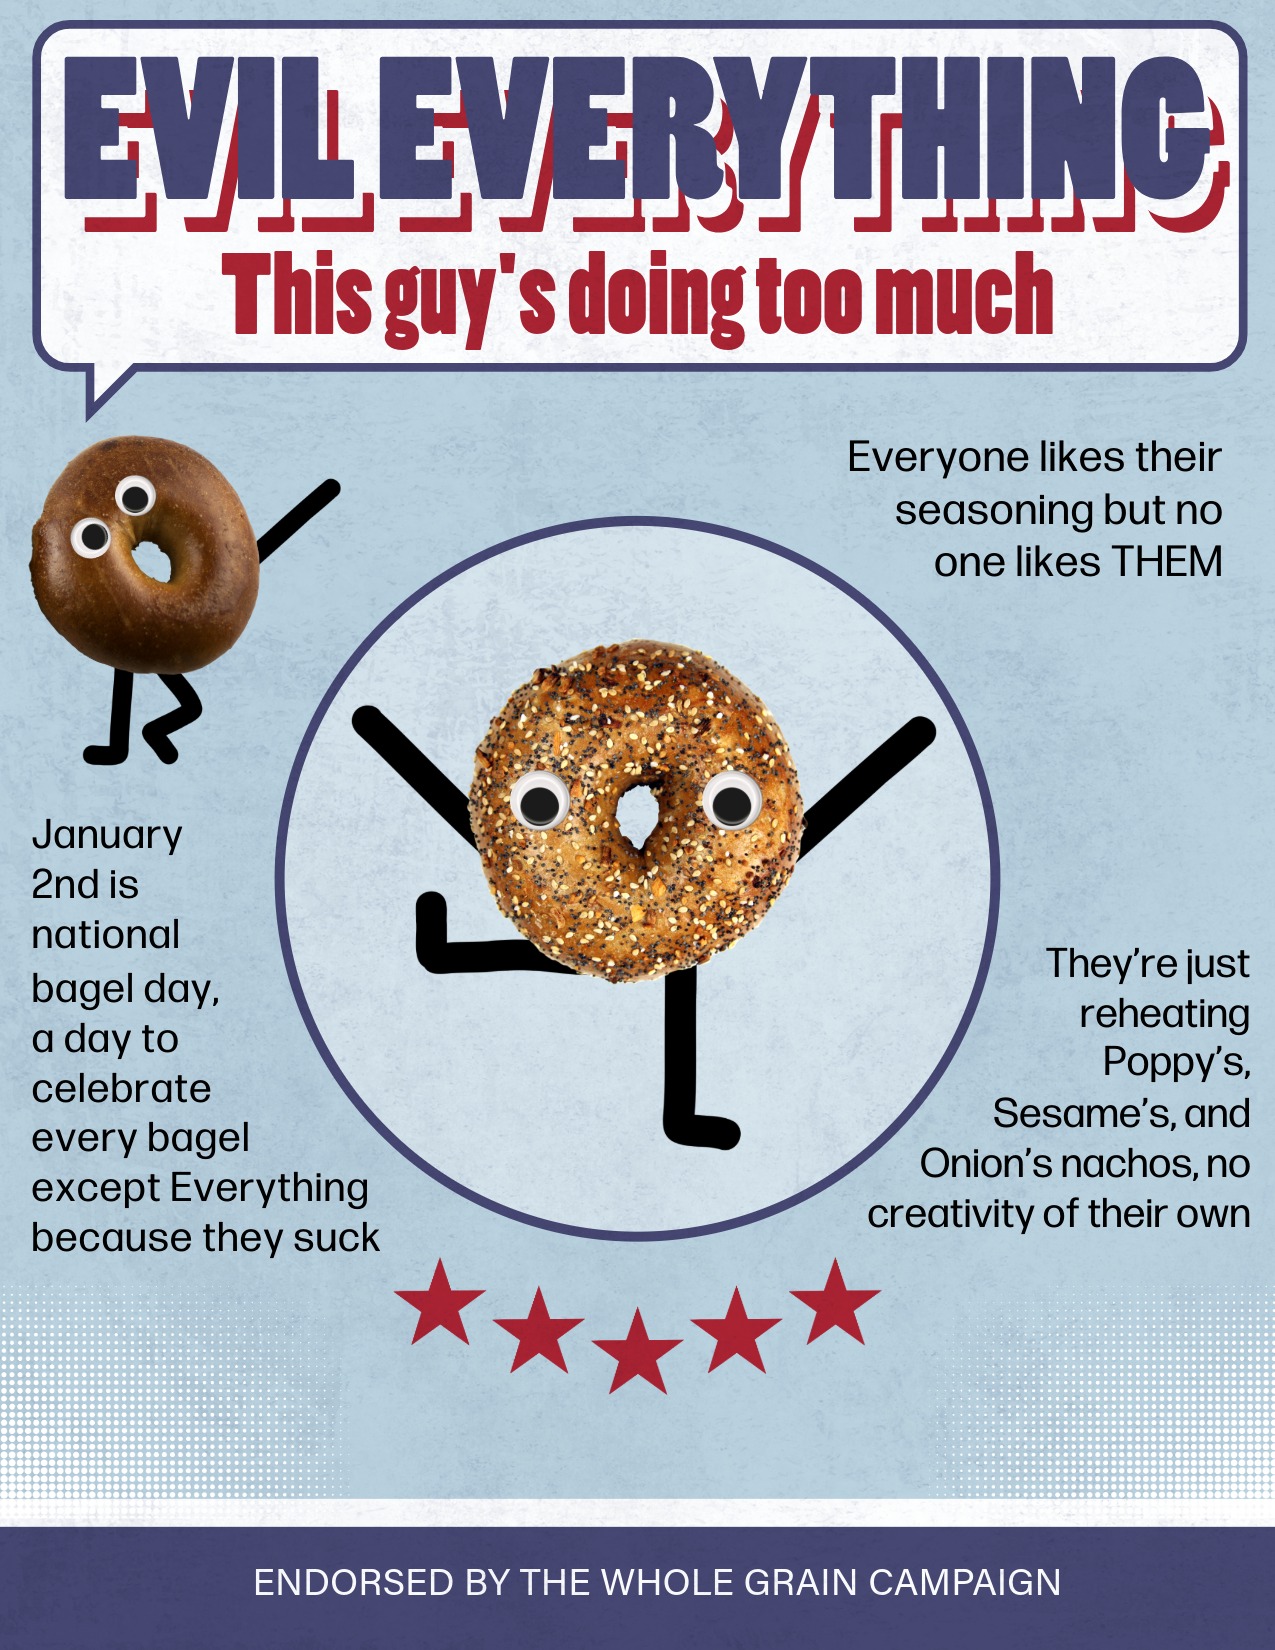 EVIL EVERYTHING
This guy's doing too much
Everyone likes their
seasoning but no
one likes THEM
January
2nd is
national
bagel day,
a day to
celebrate
every bagel
except Everything
because they suck
They’re just
reheating
Poppy’s,
Sesame’s, and
Onion’s nachos, no
creativity of their own
ENDORSED BY THE WHOLE GRAIN CAMPAIGN